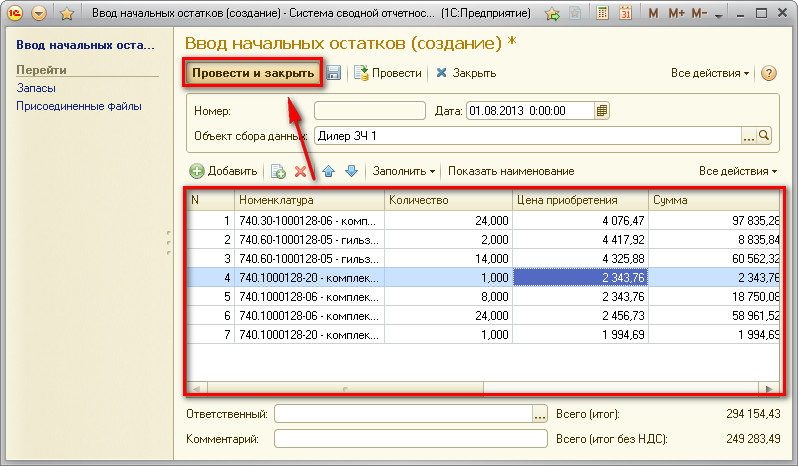 Ввод начальных остатков (создание) - Система сводной отчетнос... (1С:Предприятие)
M M+ M-
31
Ввод начальных оста...
Перейти
Запасы
Присоединенные файлы
Ввод начальных остатков (создание) *
Провести и закрыть Провести Закрыть Все действия ?
Номер: Дата: 01.08.2013 0:00:00
Объект сбора данных: Дилер ЗЧ 1 ...
Добавить Заполнить Показать наименование Все действия
N Номенклатура Количество Цена приобретения Сумма
1 740.30-1000128-06 - комп... 24,000 4 076,47 97 835,28
2 740.60-1000128-05 - гильз... 2,000 4 417,92 8 835,84
3 740.60-1000128-05 - гильз... 14,000 4 325,88 60 562,32
4 740.1000128-20 - комплек... 1,000 2 343,76 2 343,76
5 740.1000128-06 - комплек... 8,000 2 343,76 18 750,08
6 740.1000128-06 - комплек... 24,000 2 456,73 58 961,52
7 740.1000128-20 - комплек... 1,000 1 994,69 1 994,69
Ответственный: ... Всего (итог): 294 154,43
Комментарий: Всего (итог без НДС): 249 283,49